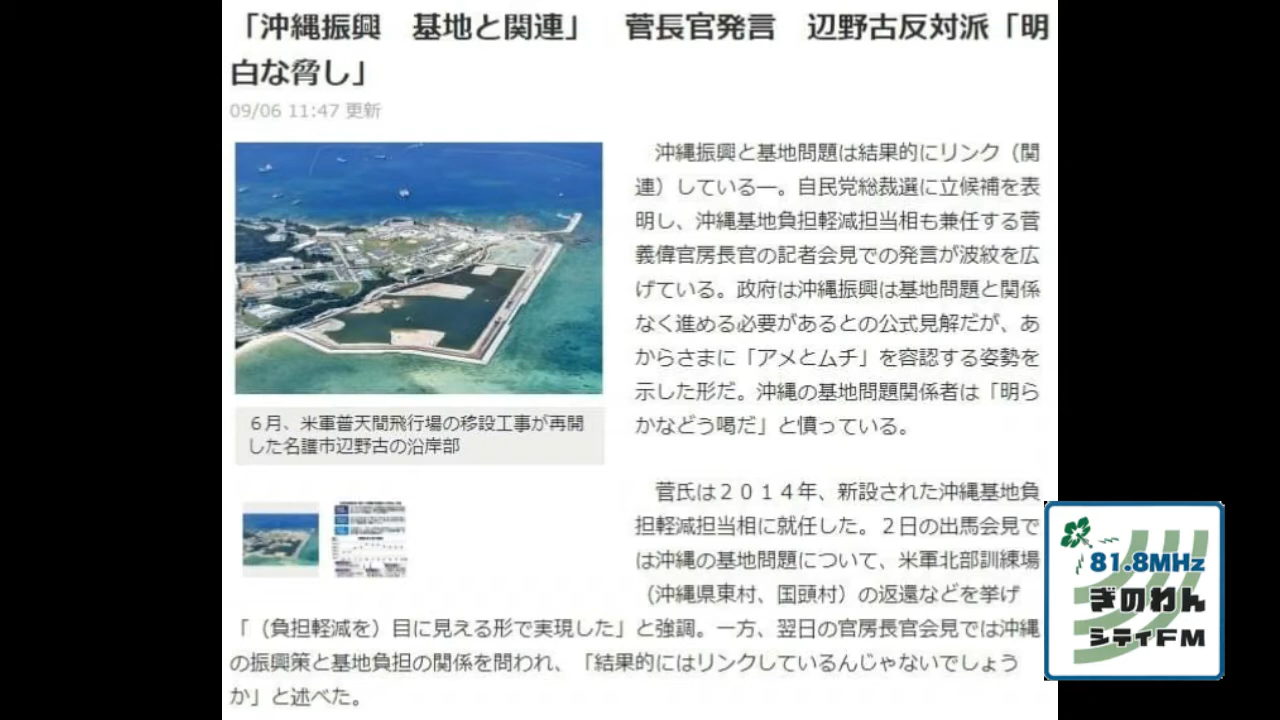 「沖縄振興　基地と関連」　菅長官発言　辺野古反対派「明
白な脅し」
09/06 11:47 更新
沖縄振興と基地問題は結果的にリンク（関
連）している―。自民党総裁選に立候補を表
明し、沖縄基地負担軽減担当相も兼任する菅
義偉官房長官の記者会見での発言が波紋を広
げている。政府は沖縄振興は基地問題と関係
なく進める必要があるとの公式見解だが、あ
からさまに「アメとムチ」を容認する姿勢を
示した形だ。沖縄の基地問題関係者は「明ら
かなどう喝だ」と憤っている。
６月、米軍普天間飛行場の移設工事が再開
した名護市辺野古の沿岸部
菅氏は２０１４年、新設された沖縄基地負
担軽減担当相に就任した。２日の出馬会見で
は沖縄の基地問題について、米軍北部訓練場
（沖縄県東村、国頭村）の返還などを挙げ
「（負担軽減を）目に見える形で実現した」と強調。一方、翌日の官房長官会見では沖縄
の振興策と基地負担の関係を問われ、「結果的にはリンクしているんじゃないでしょう
か」と述べた。
81.8MHz
ぎのわん
シティFM